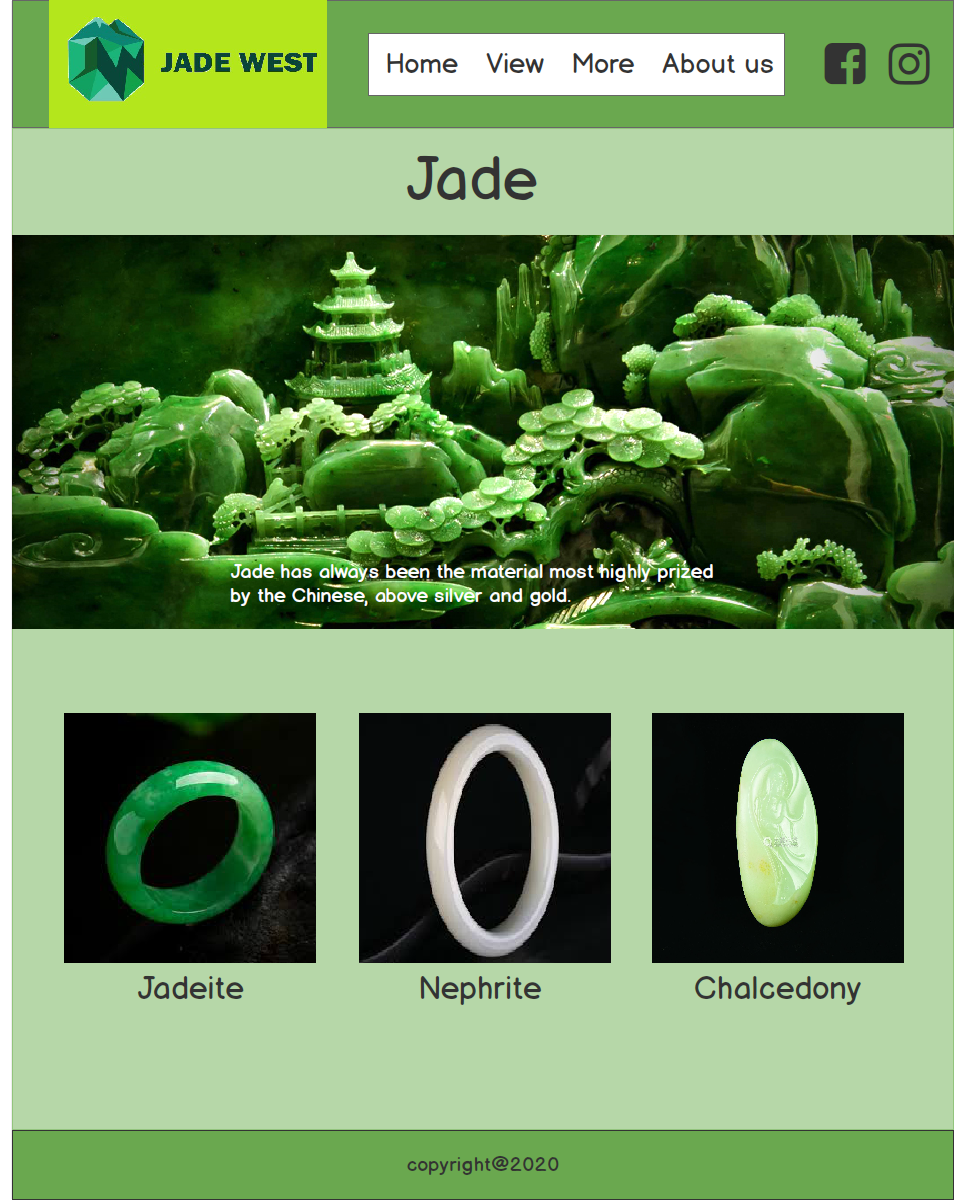 JADE WEST
Home View More About us
Jade
Jade has always been the material most highly prized
by the Chinese, above silver and gold.
Jadeite
Nephrite
Chalcedony
copyright@2020